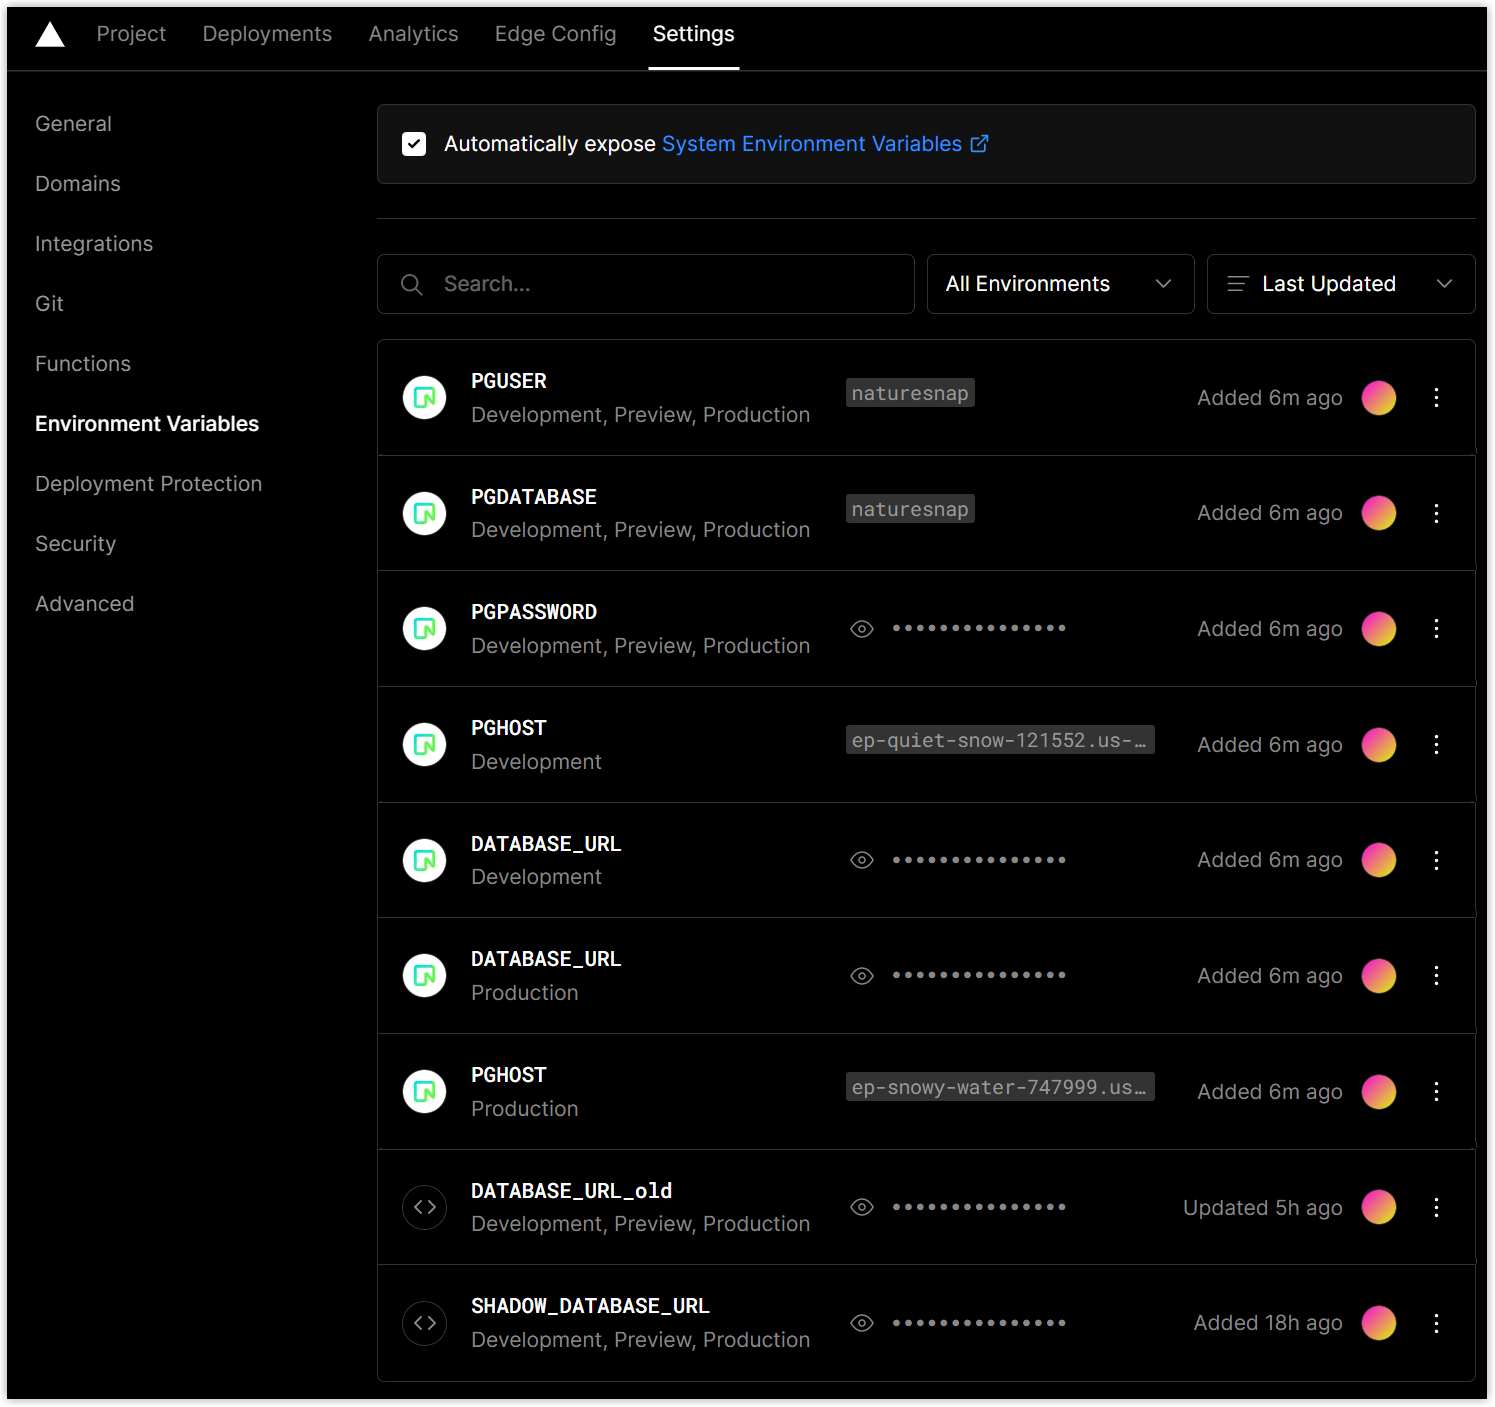 Project Deployments Analytics Edge Config Settings
General
Domains
Integrations
Git
Functions
Environment Variables
Deployment Protection
Security
Advanced
Automatically expose System Environment Variables
Search...
All Environments
Last Updated
PGUSER
Development, Preview, Production
naturesnap
Added 6m ago
PGDATABASE
Development, Preview, Production
naturesnap
Added 6m ago
PGPASSWORD
Development, Preview, Production
•••••••••••••••
Added 6m ago
PGHOST
Development
ep-quiet-snow-121552.us-…
Added 6m ago
DATABASE_URL
Development
•••••••••••••••
Added 6m ago
DATABASE_URL
Production
•••••••••••••••
Added 6m ago
PGHOST
Production
ep-snowy-water-747999.us…
Added 6m ago
DATABASE_URL_old
Development, Preview, Production
•••••••••••••••
Updated 5h ago
SHADOW_DATABASE_URL
Development, Preview, Production
•••••••••••••••
Added 18h ago